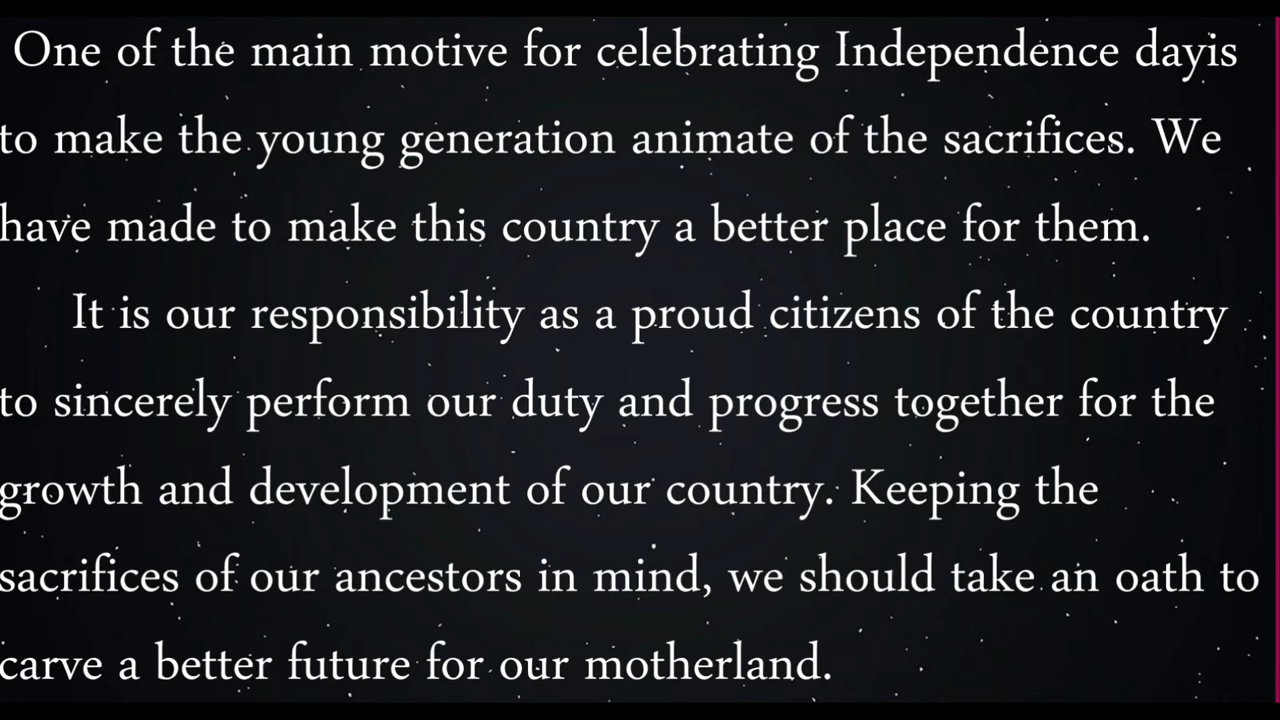 One of the main motive for celebrating Independence dayis
to make the young generation animate of the sacrifices. We
have made to make this country a better place for them.
It is our responsibility as a proud citizens of the country
to sincerely perform our duty and progress together for the
growth and development of our country. Keeping the
sacrifices of our ancestors in mind, we should take an oath to
carve a better future for our motherland.